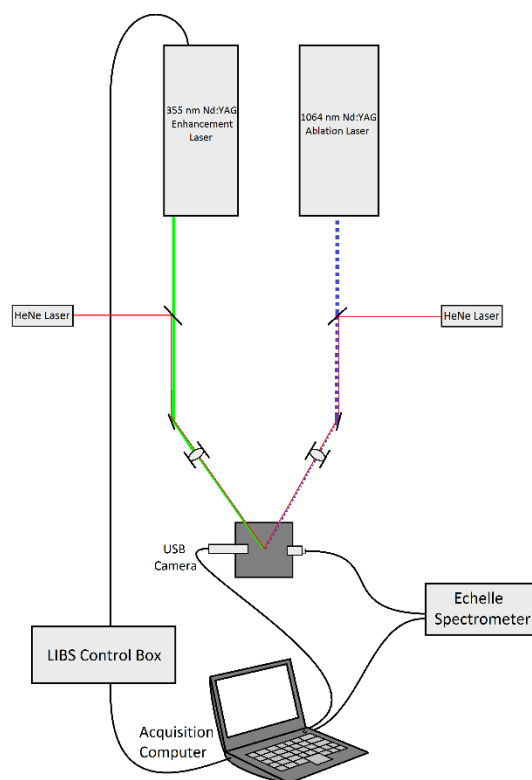 355 nm Nd:YAG
Enhancement
Laser
1064 nm Nd:YAG
Ablation Laser
HeNe Laser
HeNe Laser
USB
Camera
Echelle
Spectrometer
LIBS Control Box
Acquisition
Computer